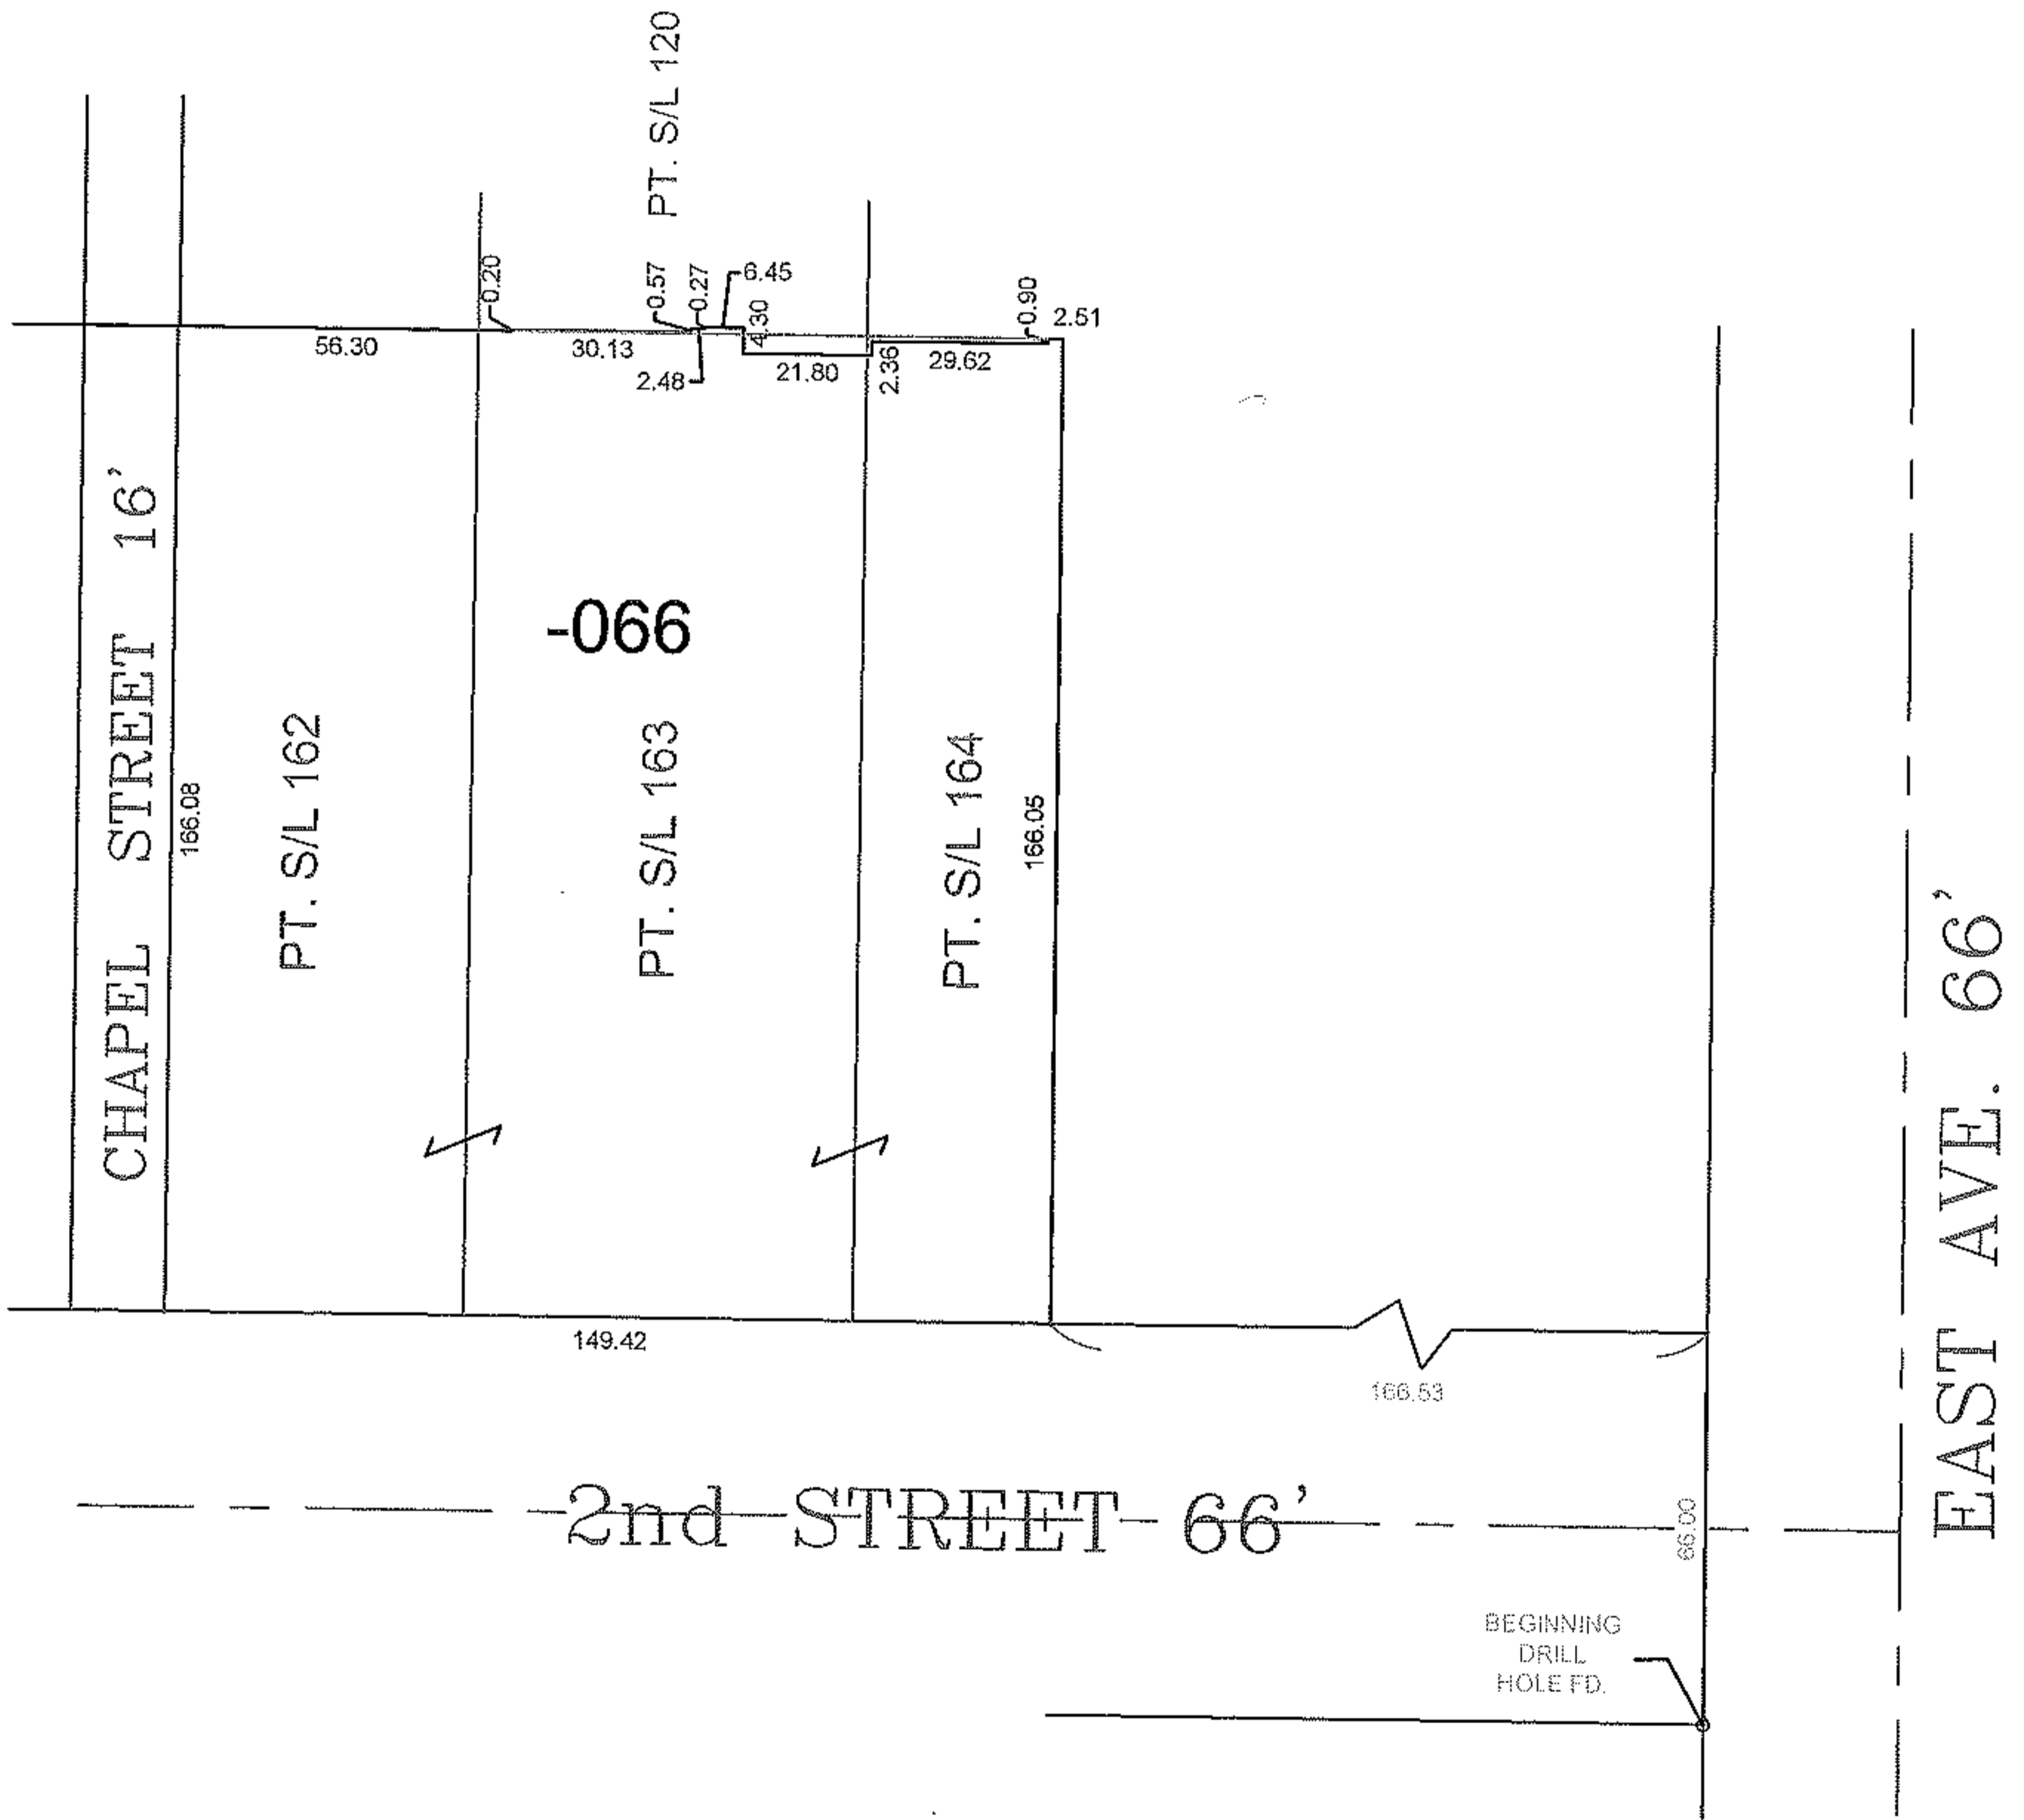 PT. S/L 120
0.20
0.57
0.27
6.45
4.30
0.90
2.51
56.30
30.13
2.48
21.80
2.36
29.62
CHAPEL STREET 16'
166.08
PT. S/L 162
-066
PT. S/L 163
PT. S/L 164
166.05
149.42
166.53
2nd STREET 66'
66.00
EAST AVE. 66'
BEGINNING
DRILL
HOLE FD.